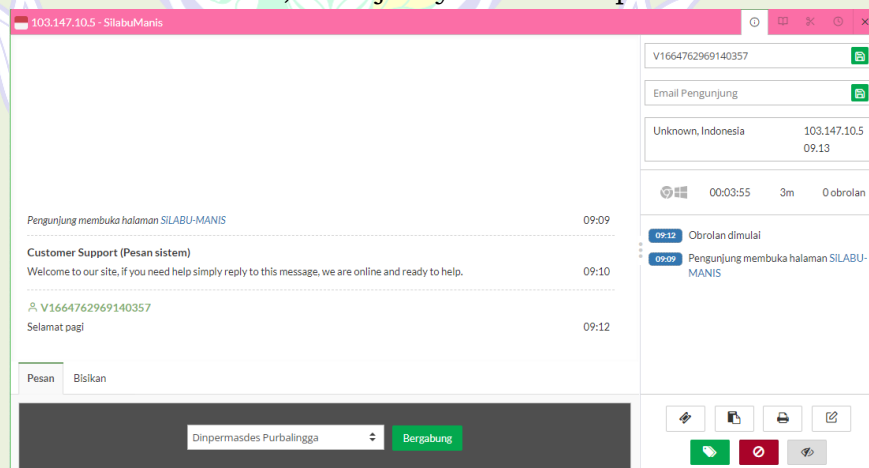 103.147.10.5 - SilabuManis
Pengunjung membuka halaman SiLABU-MANIS 09:09
Customer Support (Pesan sistem)
Welcome to our site, if you need help simply reply to this message, we are online and ready to help. 09:10
V1664762969140357
Selamat pagi 09:12
Pesan Bisikan
Dinpermasdes Purbalingga Bergabung
V1664762969140357
Email Pengunjung
Unknown, Indonesia 103.147.10.5
09.13
00:03:55 3m 0 obrolan
09:12 Obrolan dimulai
09:09 Pengunjung membuka halaman SiLABU-
MANIS